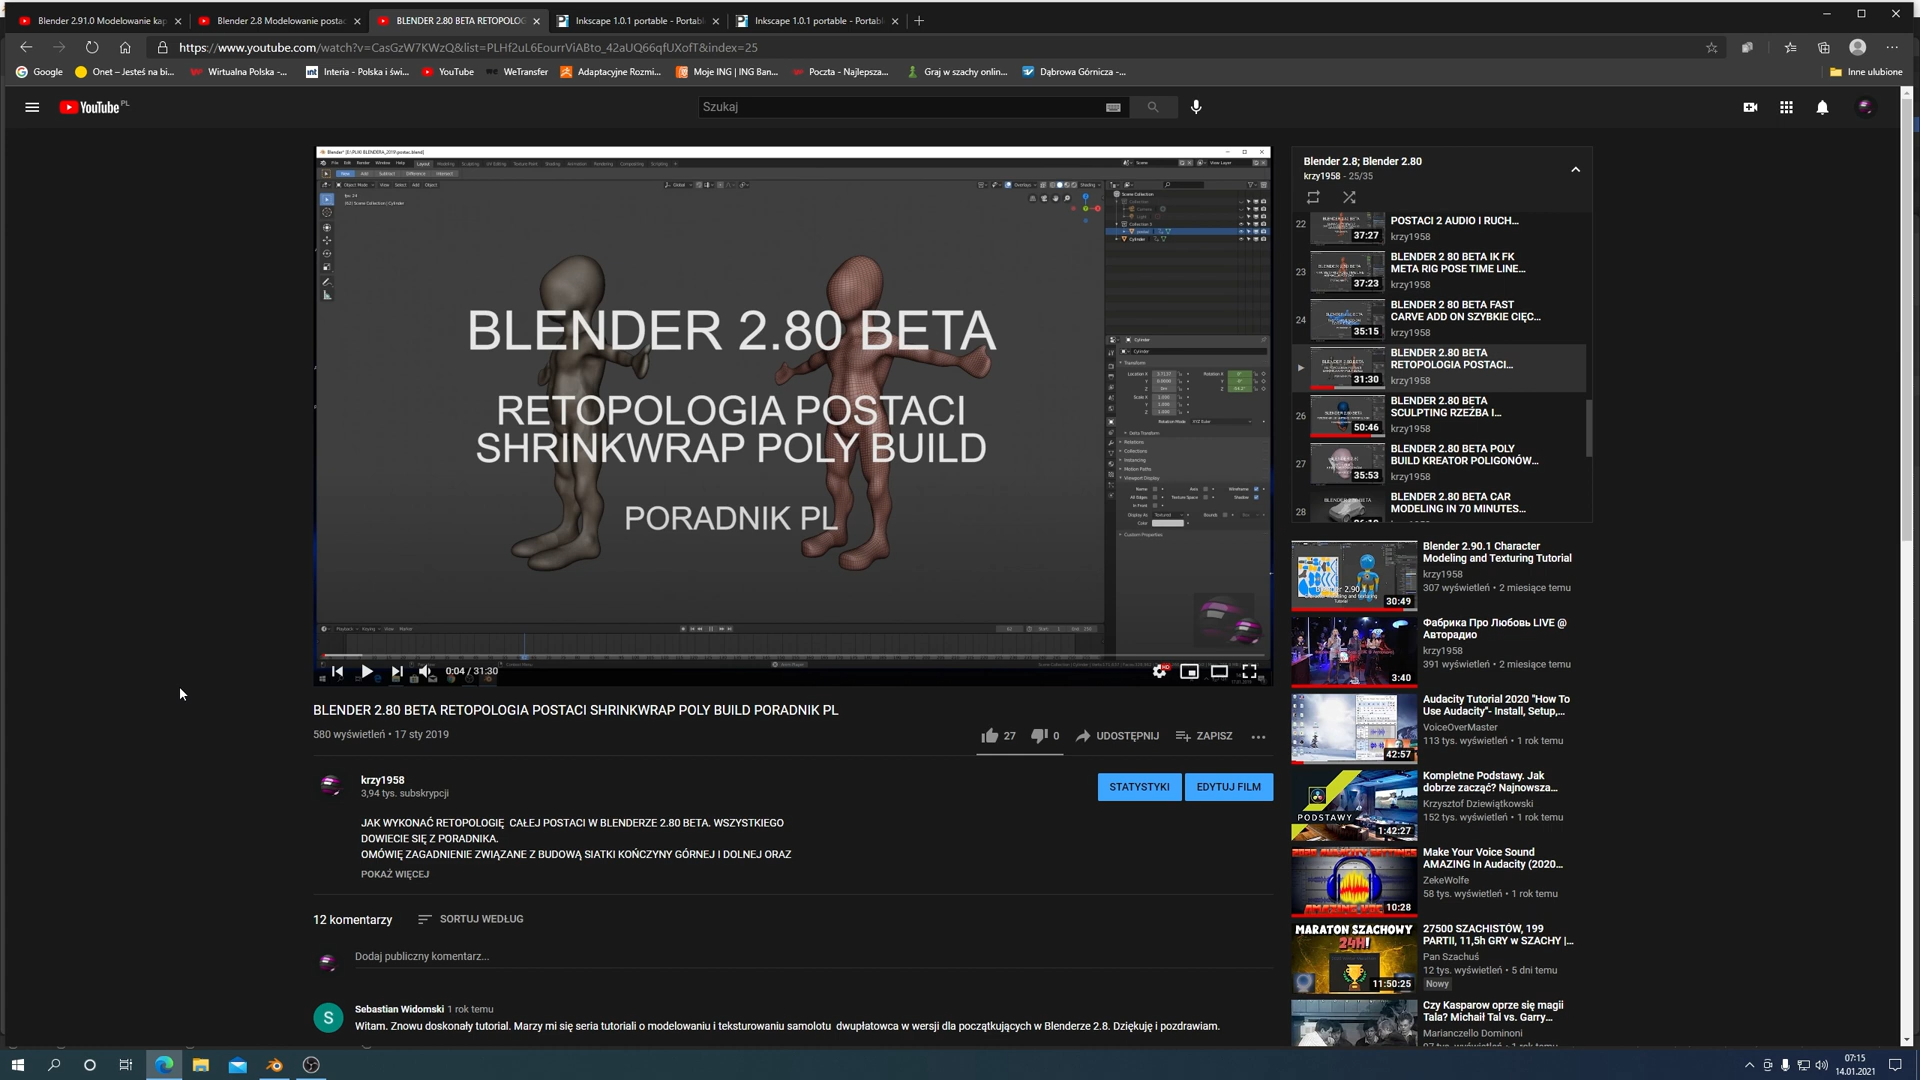 Blender 2.91.0 Modelowanie kap
Blender 2.8 Modelowanie postac
BLENDER 2.80 BETA RETOPOLOG
Inkscape 1.0.1 portable - Portab
Inkscape 1.0.1 portable - Portab
https://www.youtube.com/watch?v=CasGzW7KWzQ&list=PLHf2uL6EourrViABto_42aUQ66qfUXofT&index=25
Google
Onet – Jesteś na bi...
Wirtualna Polska -...
Interia - Polska i świ...
YouTube
WeTransfer
Adaptacyjne Rozmi...
Moje ING | ING Ban...
Poczta - Najlepsza...
Graj w szachy onlin...
Dąbrowa Górnicza -...
Inne ulubione
YouTube PL
Szukaj
BLENDER 2.80 BETA
RETOPOLOGIA POSTACI
SHRINKWRAP POLY BUILD
PORADNIK PL
0:04 / 31:30
HD
BLENDER 2.80 BETA RETOPOLOGIA POSTACI SHRINKWRAP POLY BUILD PORADNIK PL
580 wyświetleń • 17 sty 2019
27
0
UDOSTĘPNIJ
ZAPISZ
krzy1958
3,94 tys. subskrypcji
STATYSTYKI
EDYTUJ FILM
JAK WYKONAĆ RETOPOLOGIĘ CAŁEJ POSTACI W BLENDERZE 2.80 BETA. WSZYSTKIEGO
DOWIECIE SIĘ Z PORADNIKA.
OMÓWIĘ ZAGADNIENIE ZWIĄZANE Z BUDOWĄ SIATKI KOŃCZYNY GÓRNEJ I DOLNEJ ORAZ
POKAŻ WIĘCEJ
12 komentarzy
SORTUJ WEDŁUG
Dodaj publiczny komentarz...
S
Sebastian Widomski 1 rok temu
Witam. Znowu doskonały tutorial. Marzy mi się seria tutoriali o modelowaniu i teksturowaniu samolotu dwupłatowca w wersji dla początkujących w Blenderze 2.8. Dziękuję i pozdrawiam.
Blender 2.8; Blender 2.80
krzy1958 - 25/35
22
37:27
POSTACI 2 AUDIO I RUCH...
krzy1958
23
37:23
BLENDER 2 80 BETA IK FK
META RIG POSE TIME LINE...
krzy1958
24
35:15
BLENDER 2 80 BETA FAST
CARVE ADD ON SZYBKIE CIĘC...
krzy1958
31:30
BLENDER 2.80 BETA
RETOPOLOGIA POSTACI...
krzy1958
26
50:46
BLENDER 2.80 BETA
SCULPTING RZEŹBA I...
krzy1958
27
35:53
BLENDER 2.80 BETA POLY
BUILD KREATOR POLIGONÓW...
krzy1958
28
BLENDER 2.80 BETA CAR
MODELING IN 70 MINUTES...
Blender 2.90.1 Character
Modeling and Texturing Tutorial
krzy1958
307 wyświetleń • 2 miesiące temu
30:49
Фабрика Про Любовь LIVE @
Авторадио
krzy1958
391 wyświetleń • 2 miesiące temu
3:40
Audacity Tutorial 2020 "How To
Use Audacity"- Install, Setup,...
VoiceOverMaster
113 tys. wyświetleń • 1 rok temu
42:57
Kompletne Podstawy. Jak
dobrze zacząć? Najnowsza...
Krzysztof Dziewiątkowski
152 tys. wyświetleń • 1 rok temu
PODSTAWY
1:42:27
Make Your Voice Sound
AMAZING In Audacity (2020...
ZekeWolfe
58 tys. wyświetleń • 1 rok temu
10:28
MARATON SZACHOWY
24H!
11:50:25
27500 SZACHISTÓW, 199
PARTII, 11,5h GRY w SZACHY |...
Pan Szachuś
12 tys. wyświetleń • 5 dni temu
Nowy
Czy Kasparow oprze się magii
Tala? Michaił Tal vs. Garry...
Marianczello Dominoni
07:15
14.01.2021